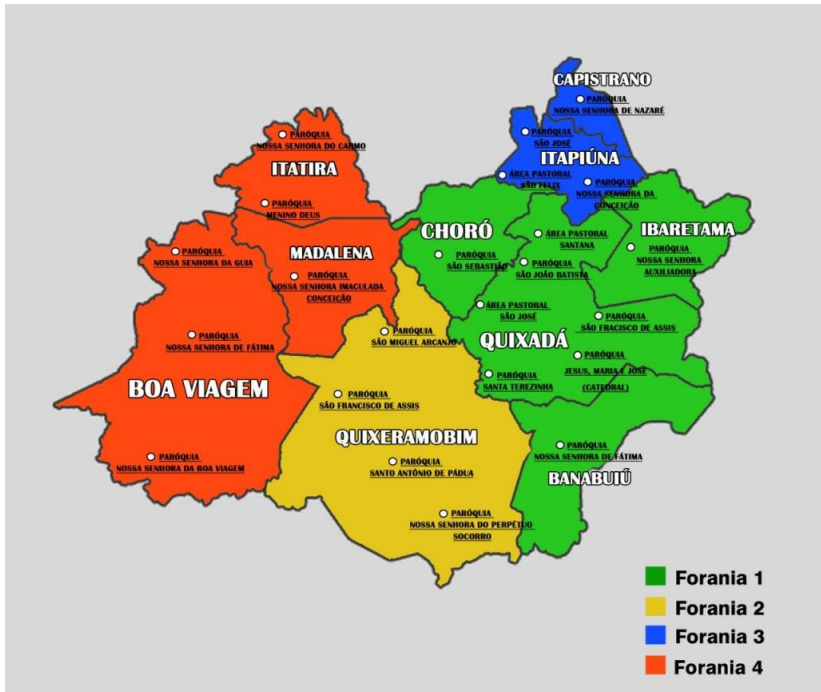 CAPISTRANO
PARÓQUIA
NOSSA SENHORA DE NAZARÉ
PARÓQUIA
SÃO JOSÉ
ITAPIÚNA
ÁREA PASTORAL
SÃO FELIX
PARÓQUIA
NOSSA SENHORA DA
CONCEIÇÃO
PARÓQUIA
NOSSA SENHORA DO CARMO
ITATIRA
PARÓQUIA
MENINO DEUS
MADALENA
PARÓQUIA
NOSSA SENHORA IMACULADA
CONCEIÇÃO
PARÓQUIA
NOSSA SENHORA DA GUIA
PARÓQUIA
NOSSA SENHORA DE FÁTIMA
BOA VIAGEM
PARÓQUIA
NOSSA SENHORA DA BOA VIAGEM
CHORÓ
PARÓQUIA
SÃO SEBASTIÃO
ÁREA PASTORAL
SANTANA
PARÓQUIA
SÃO JOÃO BATISTA
IBARETAMA
PARÓQUIA
NOSSA SENHORA
AUXILIADORA
ÁREA PASTORAL
SÃO JOSÉ
PARÓQUIA
SÃO FRACISCO DE ASSIS
QUIXADÁ
PARÓQUIA
JESUS, MARIA E JOSÉ
(CATEDRAL)
PARÓQUIA
SANTA TEREZINHA
PARÓQUIA
SÃO MIGUEL ARCANJO
PARÓQUIA
SÃO FRANCISCO DE ASSIS
QUIXERAMOBIM
PARÓQUIA
SANTO ANTÔNIO DE PÁDUA
PARÓQUIA
NOSSA SENHORA DO PERPÉTUO
SOCORRO
PARÓQUIA
NOSSA SENHORA DE FÁTIMA
BANABUIÚ
Forania 1
Forania 2
Forania 3
Forania 4